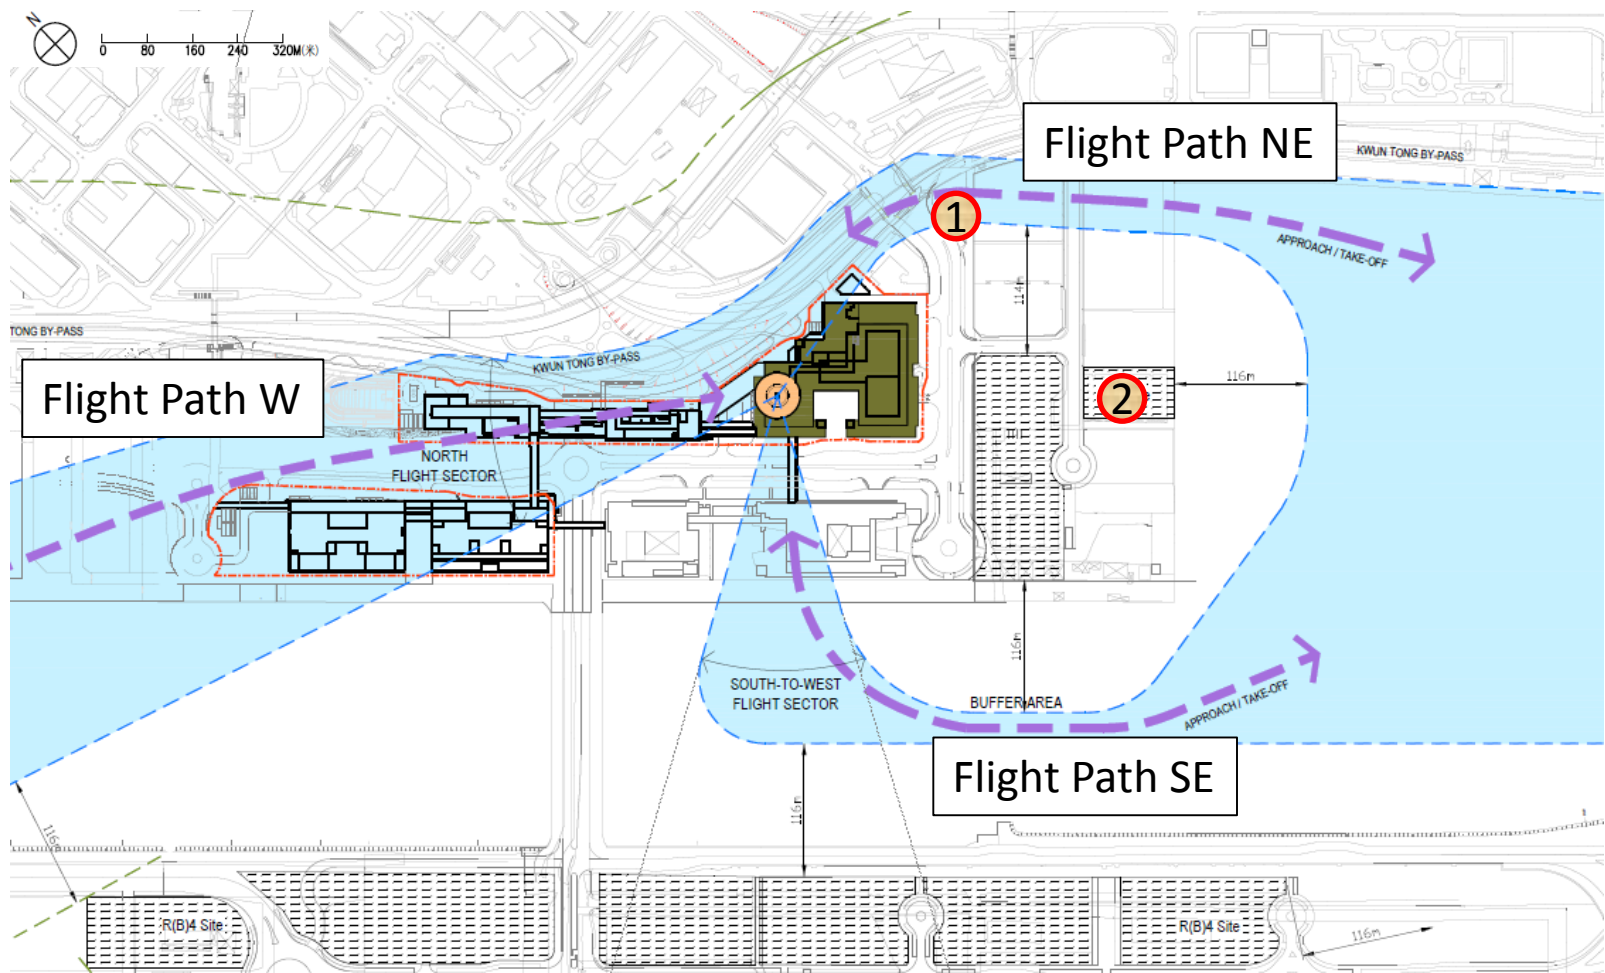 N
0 80 160 240 320M(米)
Flight Path NE
KWUN TONG BY-PASS
1
APPROACH / TAKE-OFF
114m
TONG BY-PASS
KWUN TONG BY-PASS
Flight Path W
2
116m
NORTH
FLIGHT SECTOR
116m
SOUTH-TO-WEST
FLIGHT SECTOR
BUFFER AREA
APPROACH / TAKE-OFF
Flight Path SE
116m
116m
R(B)4 Site
R(B)4 Site
116m